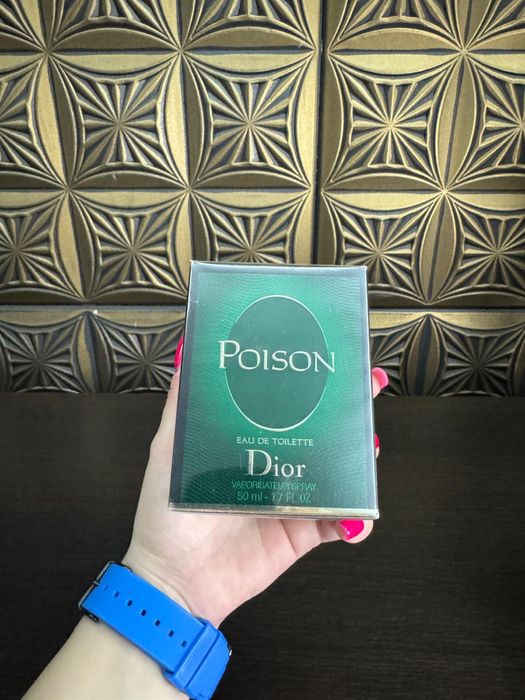 POISON
EAU DE TOILETTE
Dior
VAPORISATEUR SPRAY
50 ml - 1.7 FL.OZ